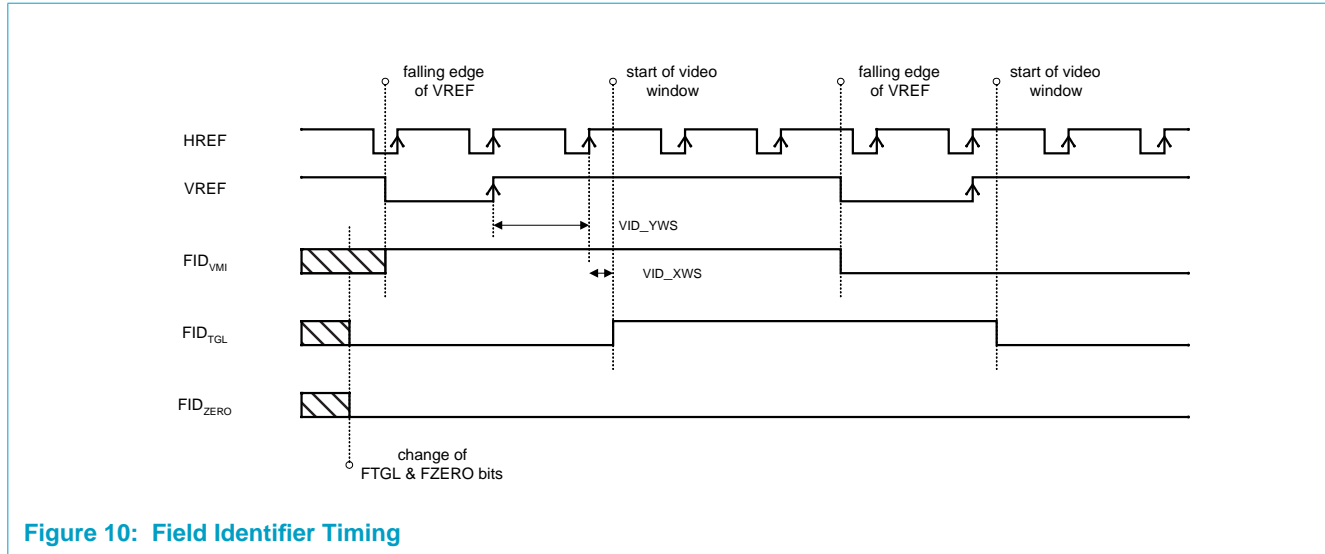 falling edge
of VREF
start of video
window
falling edge
of VREF
start of video
window
HREF
VREF
VID_YWS
FIDVMI
VID_XWS
FIDTGL
FIDZERO
change of
FTGL & FZERO bits
Figure 10: Field Identifier Timing